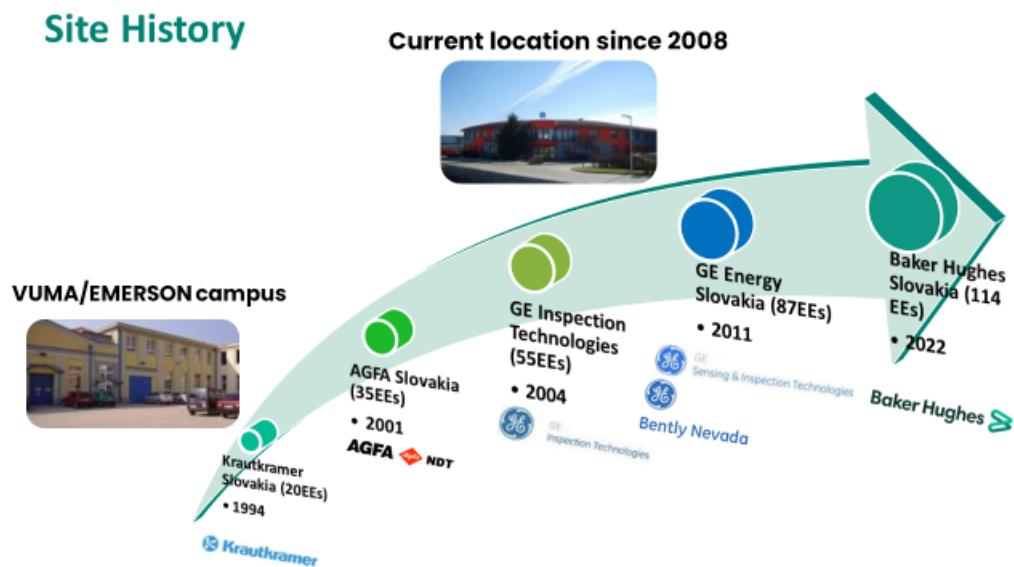 Site History
Current location since 2008
VUMA/EMERSON campus
Krautkramer
Slovakia (20EEs)
• 1994
Krautkramer
AGFA Slovakia
(35EEs)
• 2001
AGFA NDT
GE Inspection
Technologies
(55EEs)
• 2004
GE
Inspection Technologies
GE Energy
Slovakia (87EEs)
• 2011
GE
Sensing & Inspection Technologies
Bently Nevada
Baker Hughes
Slovakia (114
EEs)
• 2022
Baker Hughes